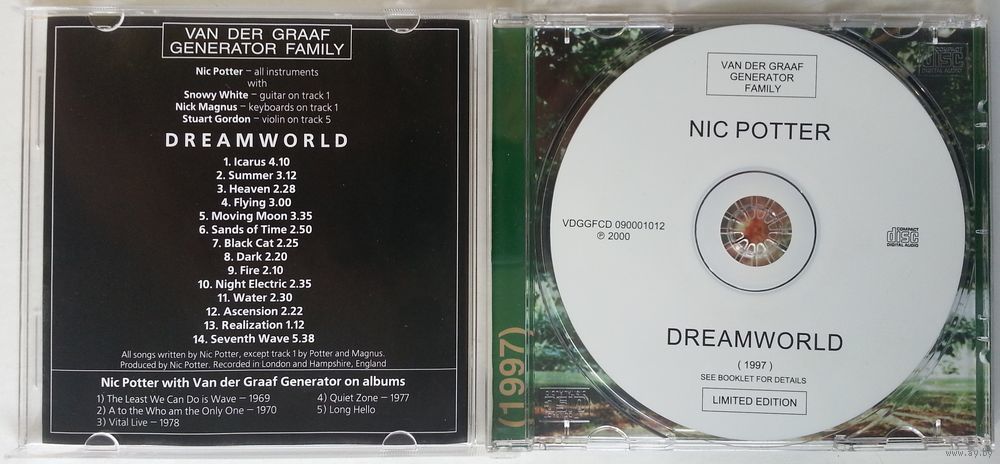 VAN DER GRAAF
GENERATOR FAMILY
Nic Potter – all instruments
with
Snowy White – guitar on track 1
Nick Magnus – keyboards on track 1
Stuart Gordon – violin on track 5
DREAMWORLD
1. Icarus 4.10
2. Summer 3.12
3. Heaven 2.28
4. Flying 3.00
5. Moving Moon 3.35
6. Sands of Time 2.50
7. Black Cat 2.25
8. Dark 2.20
9. Fire 2.10
10. Night Electric 2.35
11. Water 2.30
12. Ascension 2.22
13. Realization 1.12
14. Seventh Wave 5.38
All songs written by Nic Potter, except track 1 by Potter and Magnus.
Produced by Nic Potter. Recorded in London and Hampshire, England
Nic Potter with Van der Graaf Generator on albums
1) The Least We Can Do is Wave – 1969
2) A to the Who am the Only One – 1970
3) Vital Live – 1978
4) Quiet Zone – 1977
5) Long Hello
(1997)
VAN DER GRAAF
GENERATOR
FAMILY
NIC POTTER
VDGGFCD 090001012
℗ 2000
COMPACT
disc
DIGITAL AUDIO
DREAMWORLD
( 1997 )
SEE BOOKLET FOR DETAILS
LIMITED EDITION
COMPACT
disc
DIGITAL AUDIO
www.ay.by